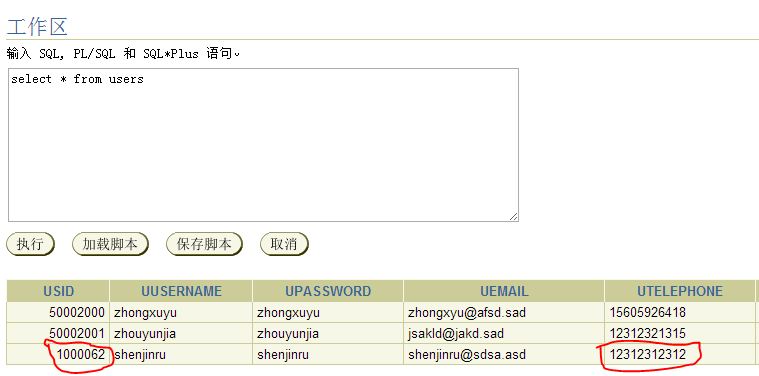 工作区
输入 SQL, PL/SQL 和 SQL*Plus 语句。
select * from users
执行 加载脚本 保存脚本 取消
USID UUSERNAME UPASSWORD UEMAIL UTELEPHONE
50002000 zhongxuyu zhongxuyu zhongxyu@afsd.sad 15605926418
50002001 zhouyunjia zhouyunjia jsakld@jakd.sad 12312321315
1000062 shenjinru shenjinru shenjinru@sdsa.asd 12312312312